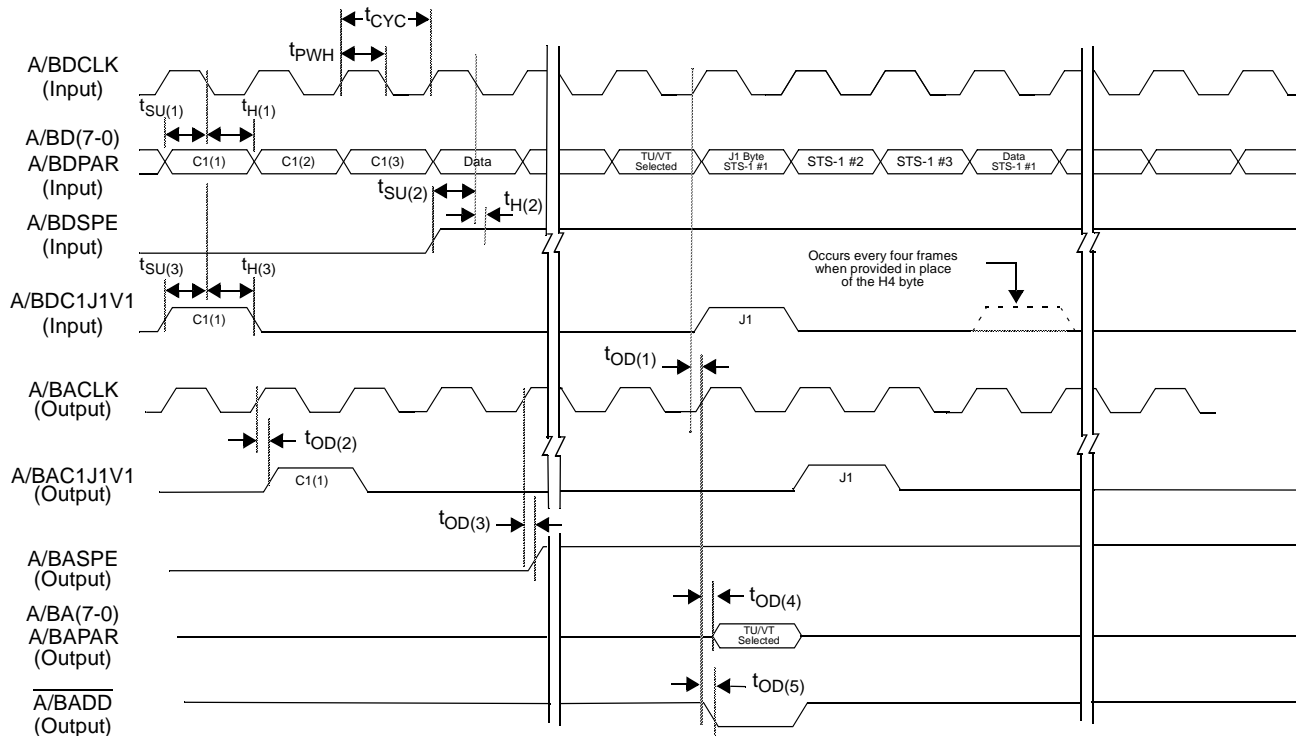 tCYC
tPWH
A/BDCLK
(Input)
tSU(1)
tH(1)
A/BD(7-0)
A/BDPAR
(Input)
C1(1)
C1(2)
C1(3)
Data
TU/VT
Selected
J1 Byte
STS-1 #1
STS-1 #2
STS-1 #3
Data
STS-1 #1
tSU(2)
tH(2)
A/BDSPE
(Input)
tSU(3)
tH(3)
Occurs every four frames
when provided in place
of the H4 byte
A/BDC1J1V1
(Input)
C1(1)
J1
tOD(1)
A/BACLK
(Output)
tOD(2)
A/BAC1J1V1
(Output)
C1(1)
J1
tOD(3)
A/BASPE
(Output)
tOD(4)
A/BA(7-0)
A/BAPAR
(Output)
TU/VT
Selected
tOD(5)
A/BADD
(Output)